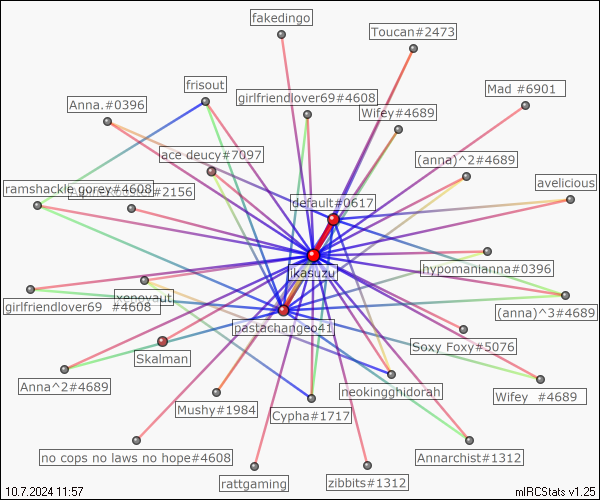 fakedingo
Toucan#2473
frisout
Mad #6901
girlfriendlover69#4608
Anna.#0396
Wifey#4689
ace deucy#7097
(anna)^2#4689
ramshackle gorey#4608
#2156
avelicious
default#0617
hypomanianna#0396
ikasuzu
girlfriendlover69 #4608
xenovaut
(anna)^3#4689
pastachangeo41
Soxy Foxy#5076
Skalman
Anna^2#4689
neokingghidorah
Wifey #4689
Mushy#1984
Cypha#1717
no cops no laws no hope#4608
Annarchist#1312
rattgaming
zibbits#1312
10.7.2024 11:57
mIRCStats v1.25